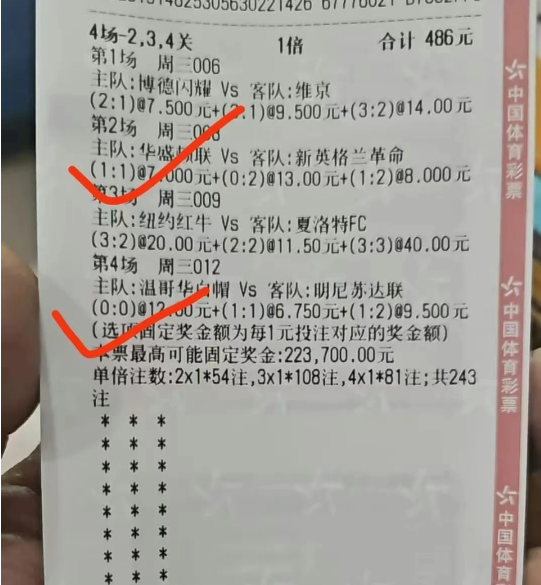 4场-2,3,4关 1倍 合计 486元
第1场 周三006
主队:博德闪耀 Vs 客队:维京
(2:1)@7.500元+( :1)@9.500元+(3:2)@14.00元
第2场 周三00
主队:华盛顿联 Vs 客队:新英格兰革命
(1:1)@7. 000元+(0:2)@13.00元+(1:2)@8.000元
第3场 周三009
主队:纽约红牛 Vs 客队:夏洛特FC
(3:2)@20.00元+(2:2)@11.50元+(3:3)@40.00元
第4场 周三012
主队:温哥华白帽 Vs 客队:明尼苏达联
(0:0)@12. 00元+(1:1)@6.750元+(1:2)@9.500元
(选项固定奖金额为每1元投注对应的奖金额)
本票最高可能固定奖金:223,700.00元
单倍注数:2x1*54注,3x1*108注,4x1*81注;共243
注
* * *
* * *
* * *
* * *
* * *
* * *
* * *
* * *
中国体育彩票
中国体育彩票
中国体育